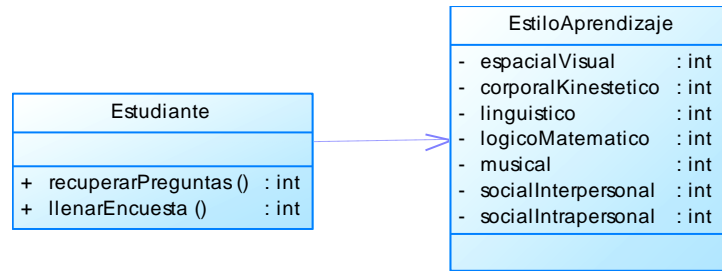 Estudiante
+ recuperarPreguntas () : int
+ llenarEncuesta () : int
EstiloAprendizaje
- espacialVisual : int
- corporalKinestetico : int
- linguistico : int
- logicoMatematico : int
- musical : int
- socialInterpersonal : int
- socialIntrapersonal : int